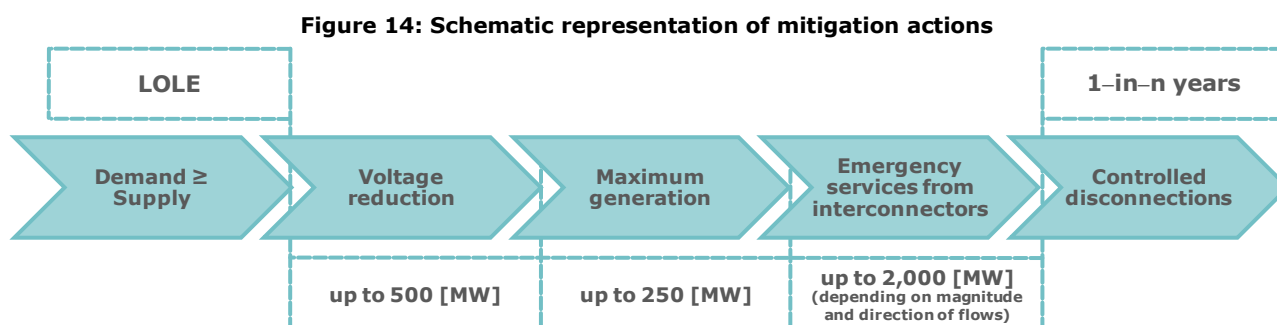 Figure 14: Schematic representation of mitigation actions
LOLE
1–in–n years
Demand ≥
Supply
Voltage
reduction
Maximum
generation
Emergency
services from
interconnectors
Controlled
disconnections
up to 500 [MW]
up to 250 [MW]
up to 2,000 [MW]
(depending on magnitude
and direction of flows)